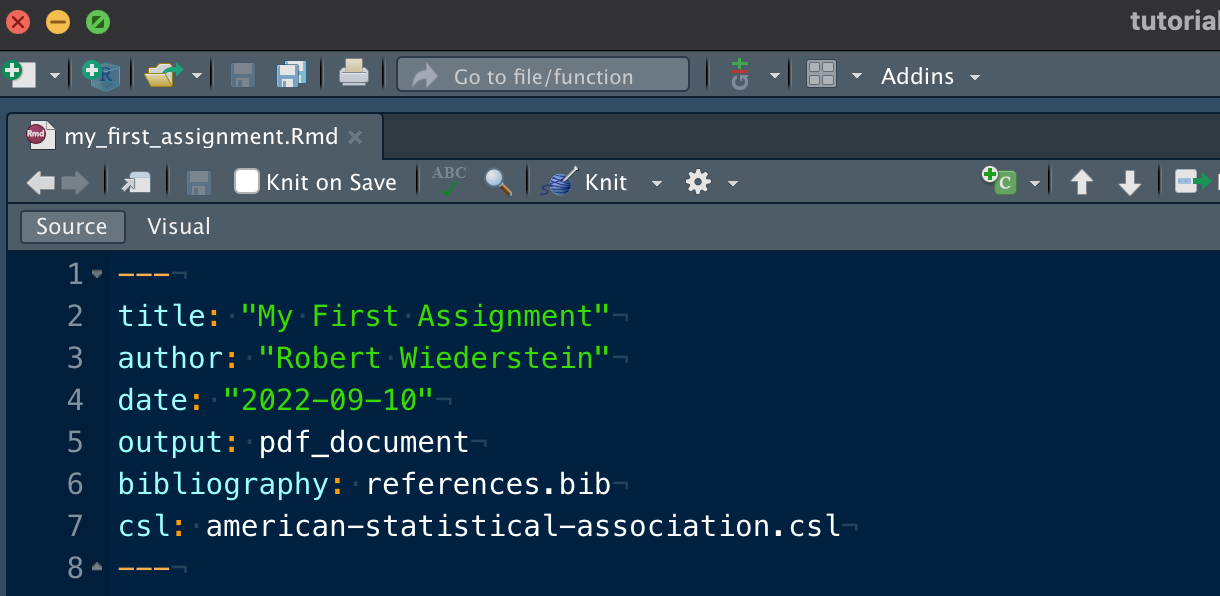 tutorial
Go to file/function
Addins
my_first_assignment.Rmd
Knit on Save
ABC
Knit
Source
Visual
1 ---
2 title: "My First Assignment"
3 author: "Robert Wiederstein"
4 date: "2022-09-10"
5 output: pdf_document
6 bibliography: references.bib
7 csl: american-statistical-association.csl
8 ---